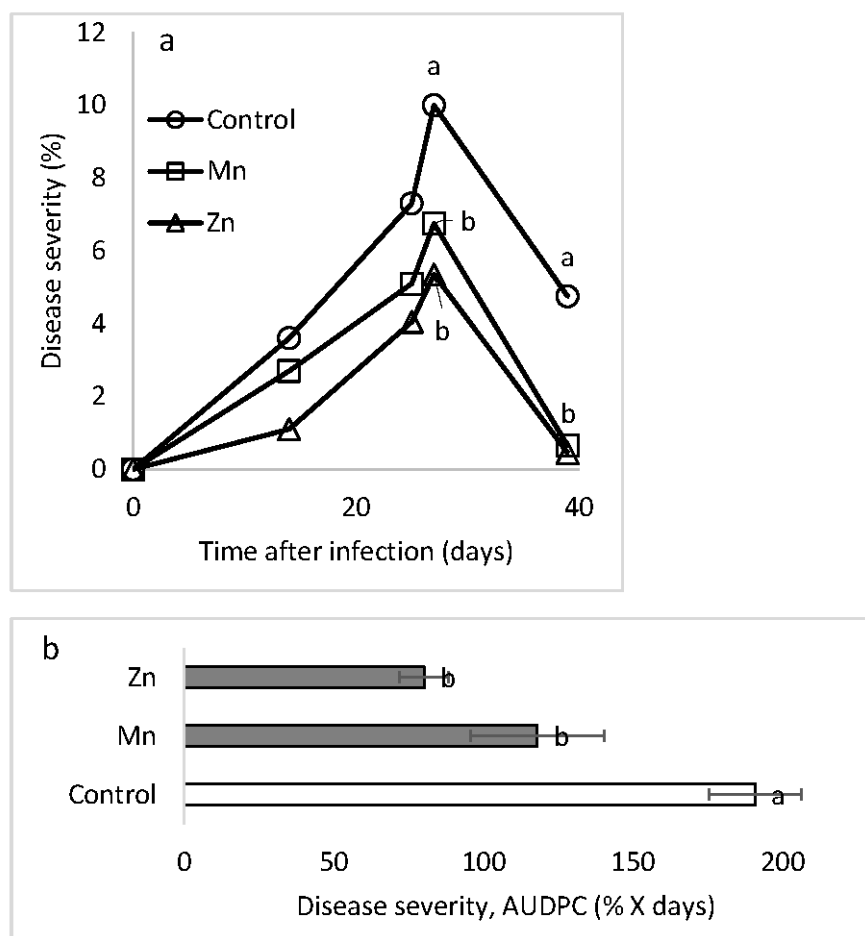 12
a
a
10
Control
8
Mn
b
Zn
6
a
4
b
2
b
0
0
20
40
Disease severity (%)
Time after infection (days)
b
Zn
b
Mn
b
Control
a
0
50
100
150
200
Disease severity, AUDPC (% X days)